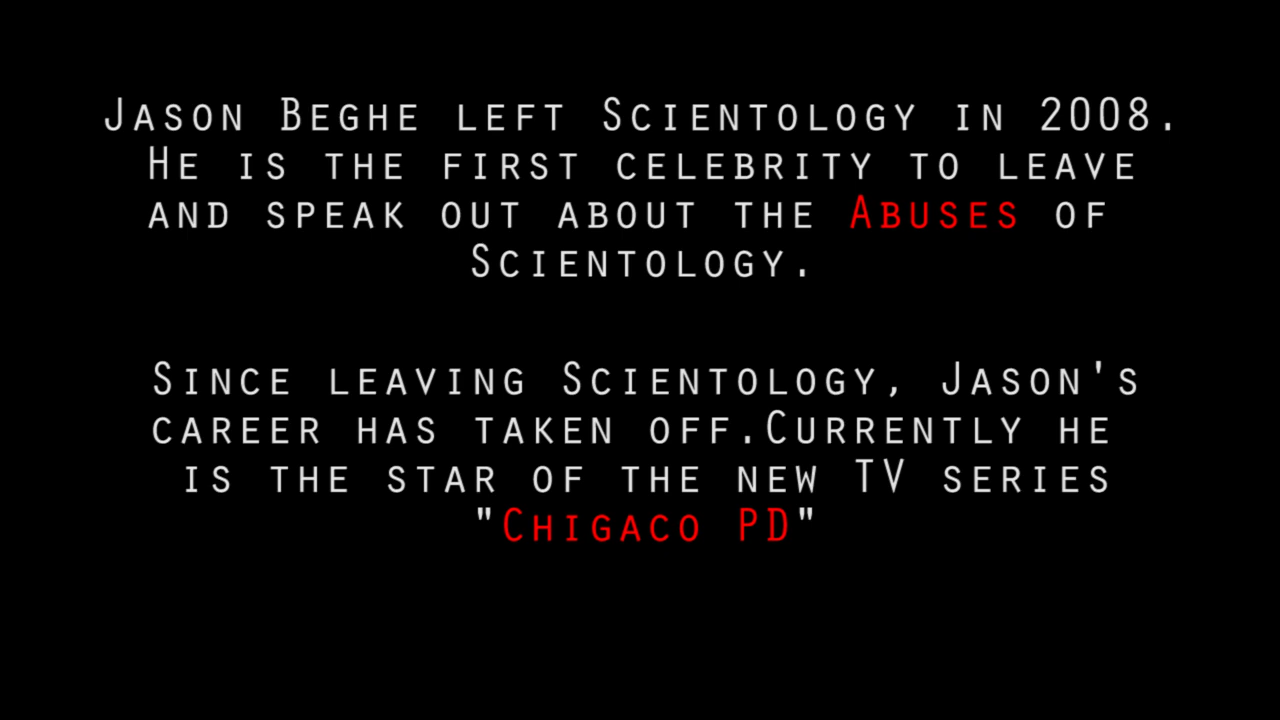 Jason Beghe left Scientology in 2008.
He is the first celebrity to leave
and speak out about the Abuses of
Scientology.
Since leaving Scientology, Jason's
career has taken off.Currently he
is the star of the new TV series
"Chigaco PD"